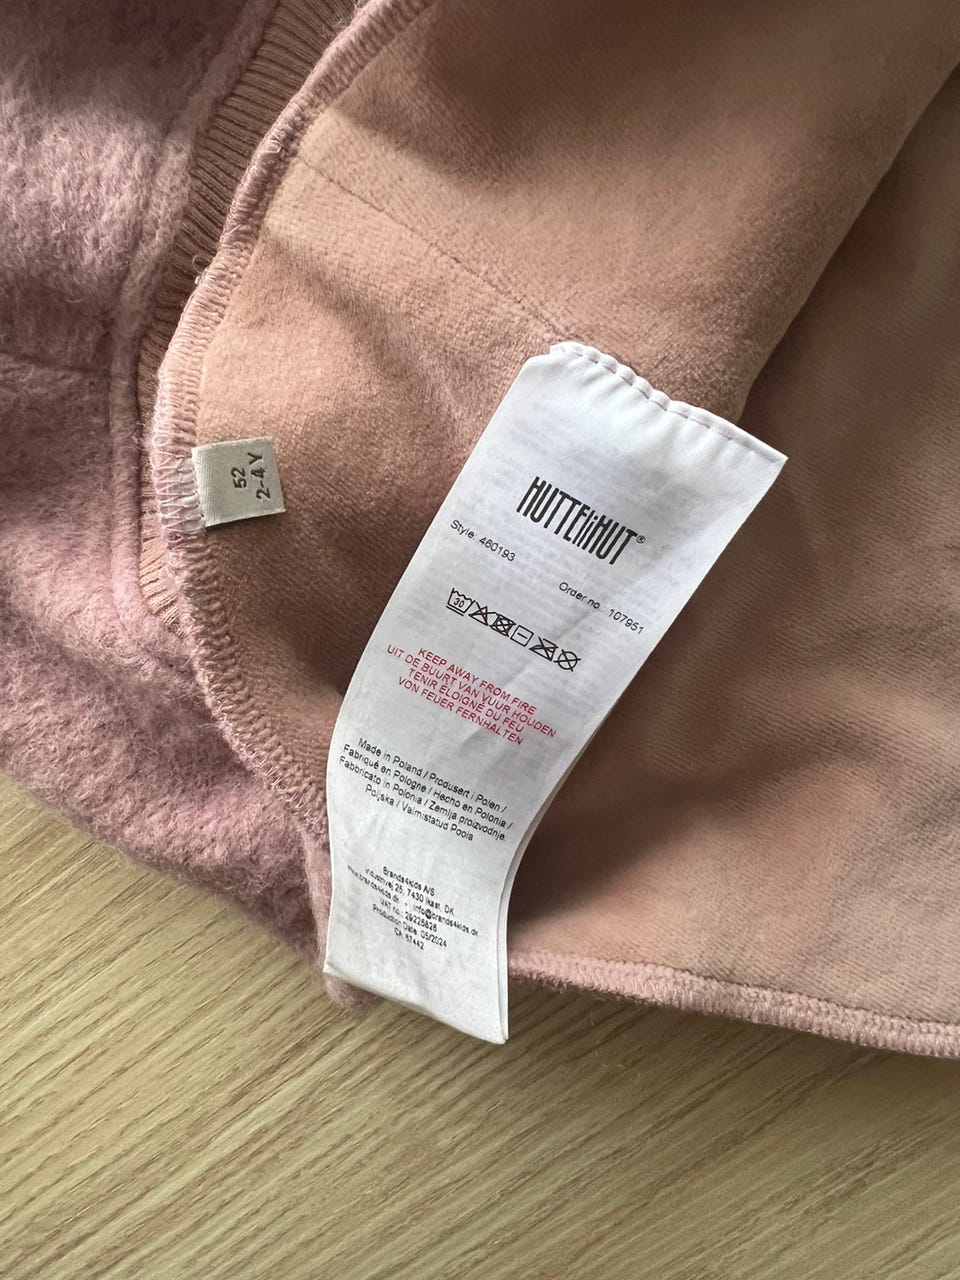 52
2-4 Y
HUTTEliHUT®
Style. 460193
Order no.: 107951
30
KEEP AWAY FROM FIRE
UIT DE BUURT VAN VUUR HOUDEN
TENIR ÉLOIGNÉ DU FEU
VON FEUER FERNHALTEN
Made in Poland / Produsert i Polen /
Fabriqué en Pologne / Hecho en Polonia /
Fabbricato in Polonia / Zemlja proizvodnje.
Poljska / Valmistatud Poola
Brands4kids A/S
Industrivej 25, 7430 Ikast, DK
www.brands4kids.dk - info@brands4kids.dk
VAT no.: 29225828
Production Date: 05/2024
CA 57442